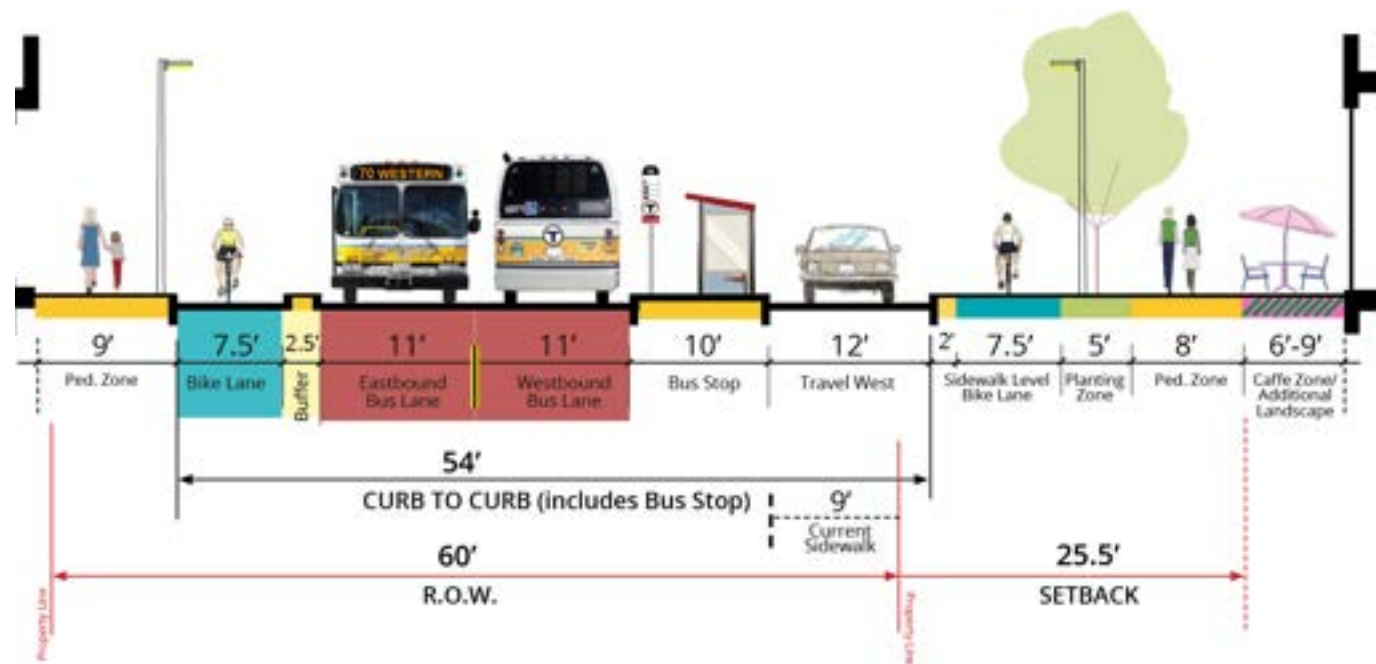 70 WESTERN
T
T
9'
7.5'
2.5'
11'
11'
10'
12'
2'
7.5'
5'
8'
6'-9'
Ped. Zone
Bike Lane
Buffer
Eastbound
Bus Lane
Westbound
Bus Lane
Bus Stop
Travel West
Sidewalk Level
Bike Lane
Planting
Zone
Ped. Zone
Caffe Zone/
Additional
Landscape
54'
CURB TO CURB (includes Bus Stop)
9'
Current
Sidewalk
60'
R.O.W.
25.5'
SETBACK
Property Line
Property Line